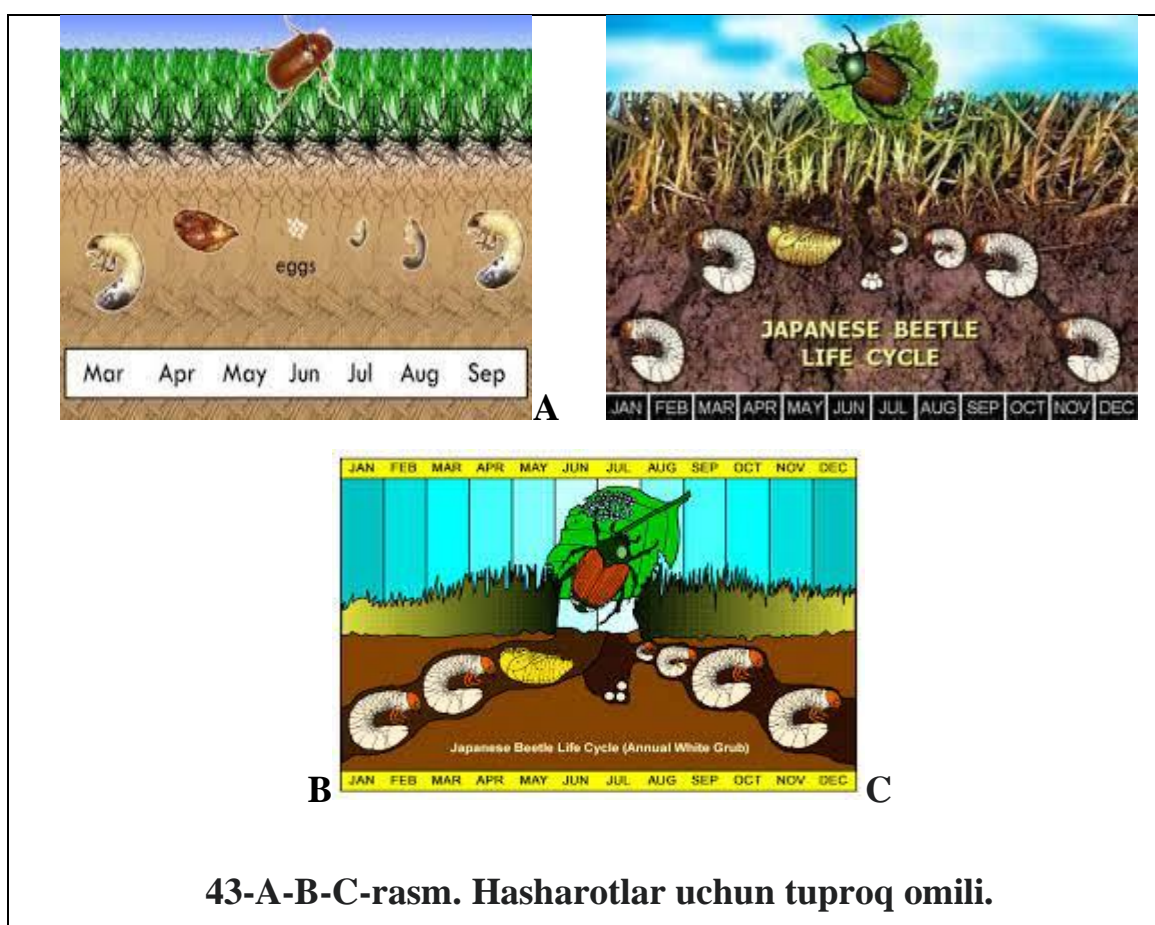 eggs
Mar Apr May Jun Jul Aug Sep
A
JAPANESE BEETLE
LIFE CYCLE
JAN FEB MAR APR MAY JUN JUL AUG SEP OCT NOV DEC
JAN FEB MAR APR MAY JUN JUL AUG SEP OCT NOV DEC
Japanese Beetle Life Cycle (Annual White Grub)
JAN FEB MAR APR MAY JUN JUL AUG SEP OCT NOV DEC
B
C
43-A-B-C-rasm. Hasharotlar uchun tuproq omili.